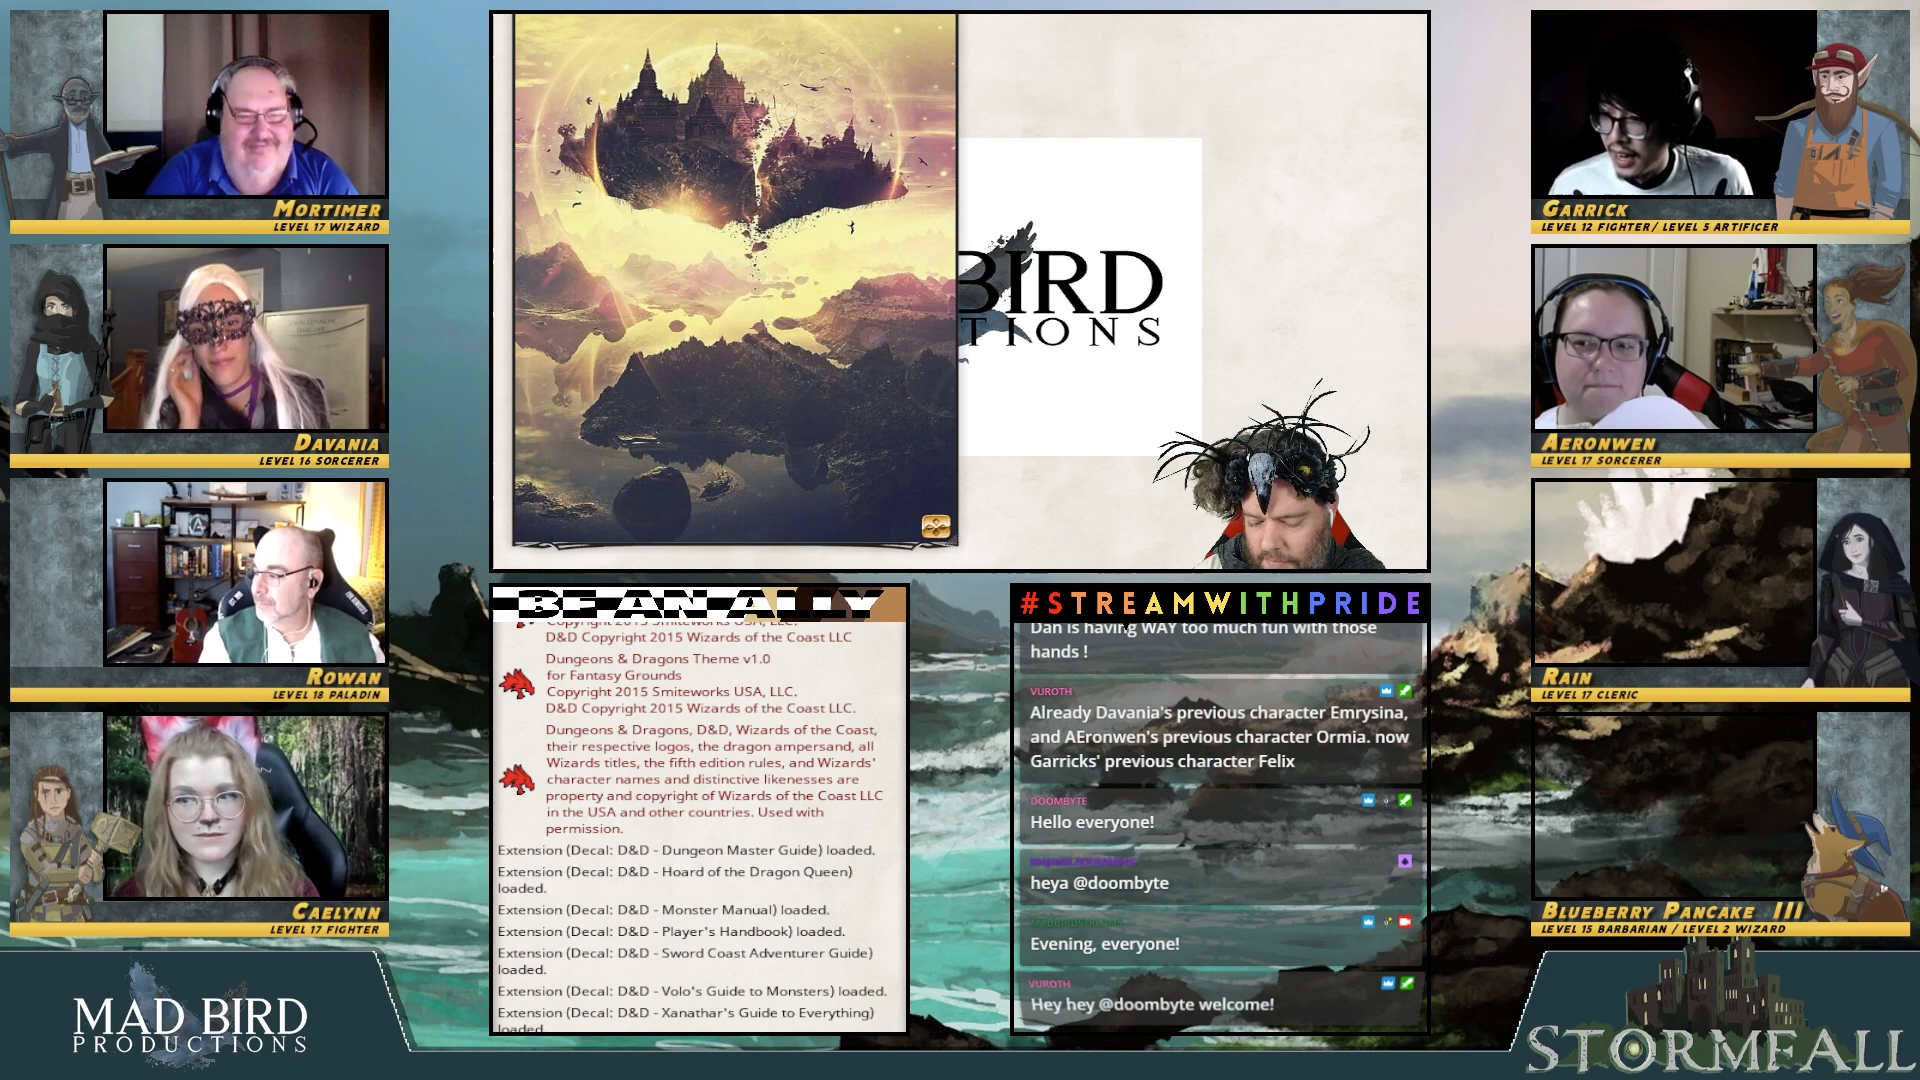 MORTIMER
LEVEL 17 WIZARD
DAVANIA
LEVEL 16 SORCERER
ROWAN
LEVEL 18 PALADIN
CAELYNN
LEVEL 17 FIGHTER
MAD BIRD
PRODUCTIONS
BIRD
TIONS
BE AN ALLY
Copyright 2015 Smiteworks USA, LLC.
D&D Copyright 2015 Wizards of the Coast LLC
Dungeons & Dragons Theme v1.0
for Fantasy Grounds
Copyright 2015 Smiteworks USA, LLC.
D&D Copyright 2015 Wizards of the Coast LLC.
Dungeons & Dragons, D&D, Wizards of the Coast,
their respective logos, the dragon ampersand, all
Wizards titles, the fifth edition rules, and Wizards'
character names and distinctive likenesses are
property and copyright of Wizards of the Coast LLC
in the USA and other countries. Used with
permission.
Extension (Decal: D&D - Dungeon Master Guide) loaded.
Extension (Decal: D&D - Hoard of the Dragon Queen)
loaded.
Extension (Decal: D&D - Monster Manual) loaded.
Extension (Decal: D&D - Player's Handbook) loaded.
Extension (Decal: D&D - Sword Coast Adventurer Guide)
loaded.
Extension (Decal: D&D - Volo's Guide to Monsters) loaded.
Extension (Decal: D&D - Xanathar's Guide to Everything)
loaded.
#STREAMWITHPRIDE
Dan is having WAY too much fun with those
hands !
VUROTH
Already Davania's previous character Emrysina,
and AEronwen's previous character Ormia. now
Garricks' previous character Felix
DOOMBYTE
Hello everyone!
heya @doombyte
Evening, everyone!
VUROTH
Hey hey @doombyte welcome!
GARRICK
LEVEL 12 FIGHTER/ LEVEL 5 ARTIFICER
AERONWEN
LEVEL 17 SORCERER
RAIN
LEVEL 17 CLERIC
BLUEBERRY PANCAKE III
LEVEL 15 BARBARIAN / LEVEL 2 WIZARD
STORMFALL